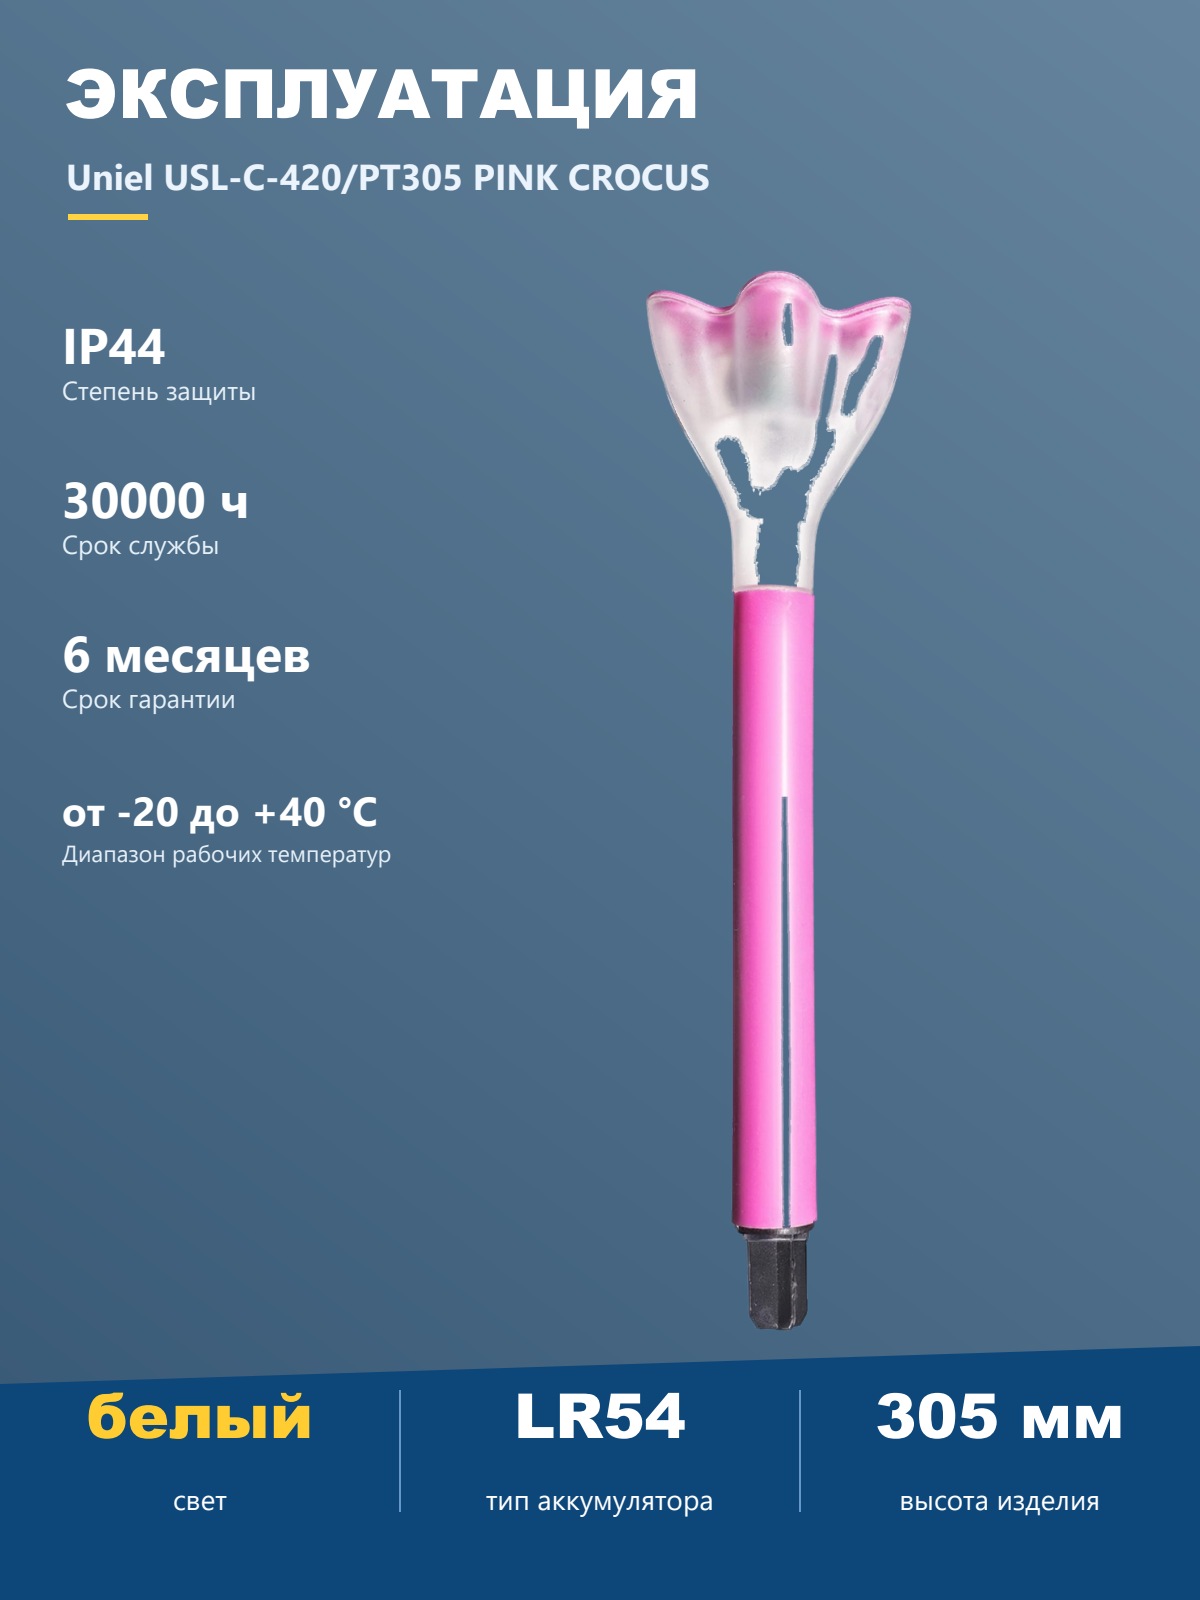 ЭКСПЛУАТАЦИЯ
Uniel USL-C-420/PT305 PINK CROCUS
IP44
Степень защиты
30000 ч
Срок службы
6 месяцев
Срок гарантии
от -20 до +40 °C
Диапазон рабочих температур
белый
свет
LR54
тип аккумулятора
305 мм
высота изделия